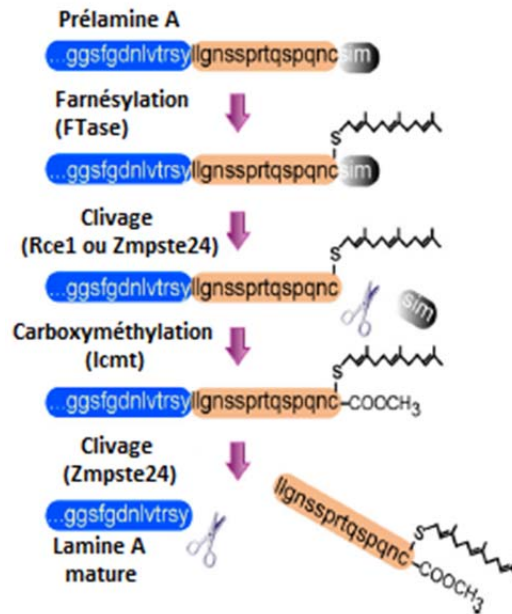 Prélamine A
...ggsfgdnlvtrsyllgnssprtqspqncsim
Farnésylation
(FTase)
S
...ggsfgdnlvtrsyllgnssprtqspqncsim
Clivage
(Rce1 ou Zmpste24)
S
...ggsfgdnlvtrsyllgnssprtqspqnc
sim
Carboxyméthylation
(Icmt)
S
...ggsfgdnlvtrsyllgnssprtqspqnc-COOCH3
Clivage
(Zmpste24)
llgnssprtqspqnc
S
COOCH3
...ggsfgdnlvtrsy
Lamine A
mature